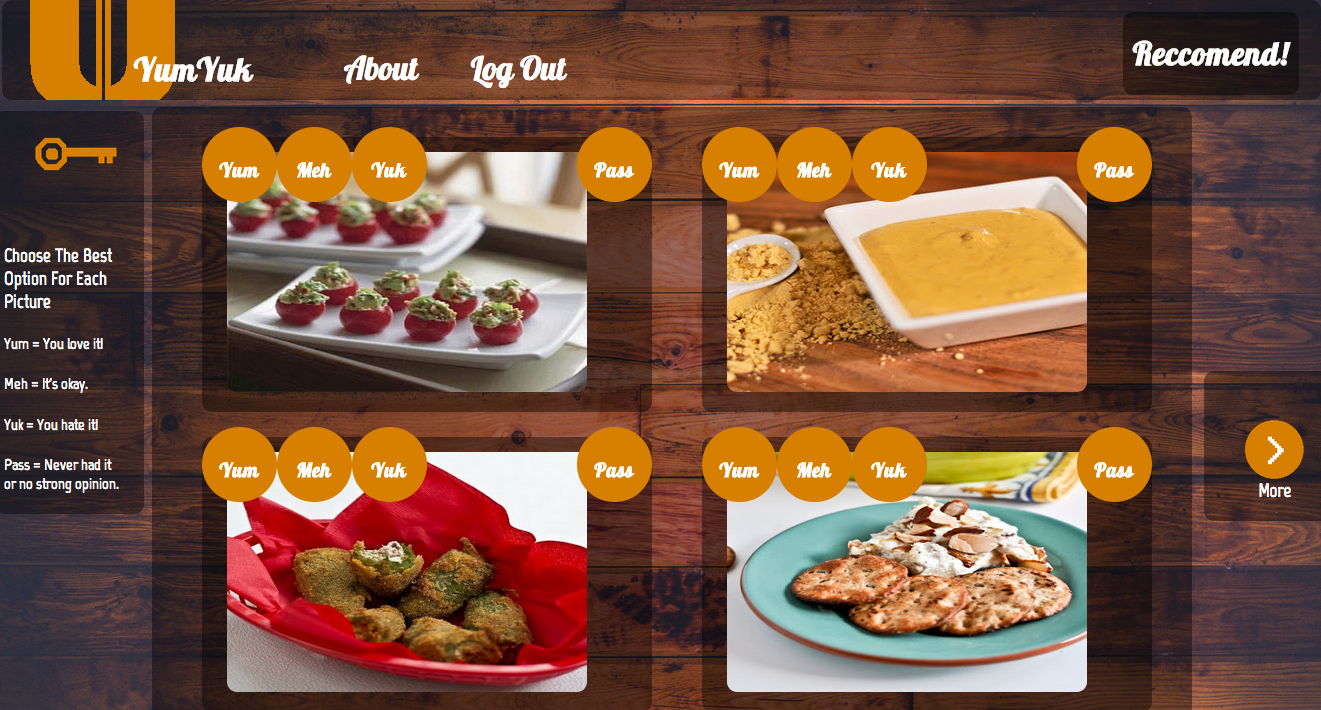 YumYuk
About
Log Out
Reccomend!
Choose The Best
Option For Each
Picture
Yum = You love it!
Meh = It's okay.
Yuk = You hate it!
Pass = Never had it
or no strong opinion.
Yum Meh Yuk Pass
Yum Meh Yuk Pass
Yum Meh Yuk Pass
Yum Meh Yuk Pass
More